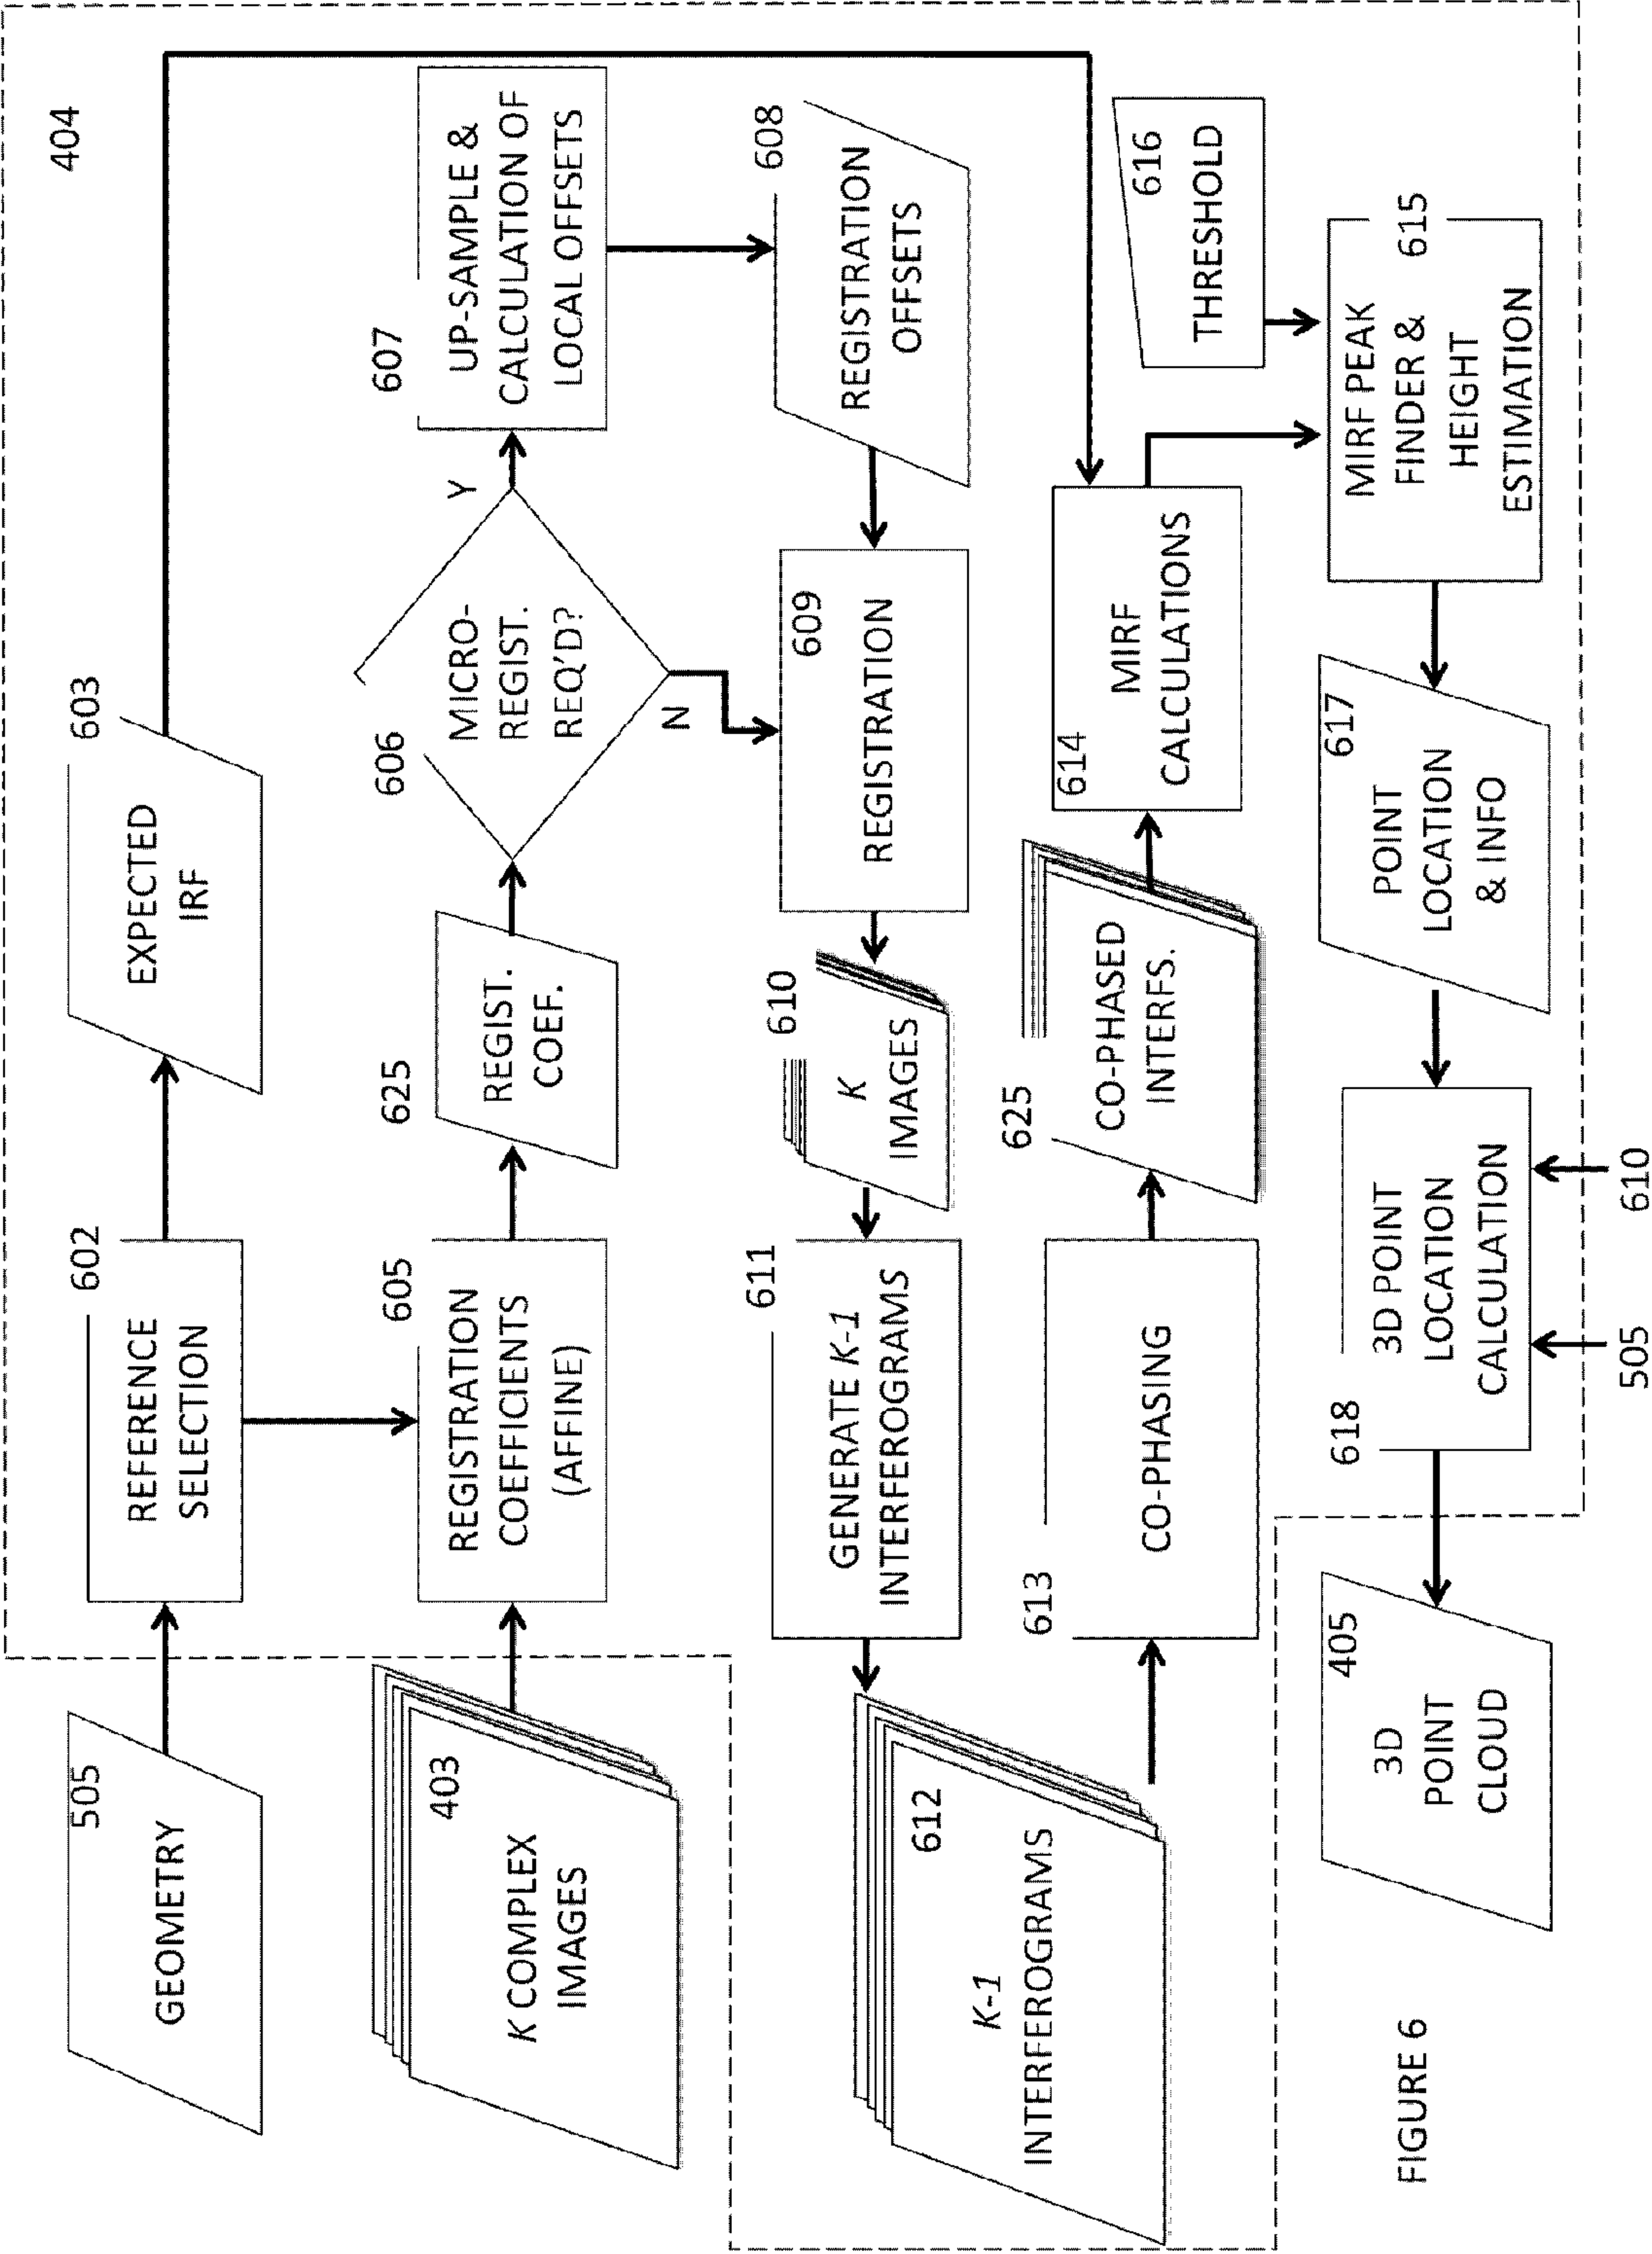 404
505
GEOMETRY
602
REFERENCE
SELECTION
603
EXPECTED
IRF
403
K COMPLEX
IMAGES
605
REGISTRATION
COEFFICIENTS
(AFFINE)
625
REGIST.
COEF.
606
MICRO-
REGIST.
REQ'D?
Y
N
607
UP-SAMPLE &
CALCULATION OF
LOCAL OFFSETS
608
REGISTRATION
OFFSETS
609
REGISTRATION
610
K
IMAGES
611
GENERATE K-1
INTERFEROGRAMS
612
K-1
INTERFEROGRAMS
613
CO-PHASING
625
CO-PHASED
INTERFS.
614
MIRF
CALCULATIONS
616
THRESHOLD
615
MIRF PEAK
FINDER &
HEIGHT
ESTIMATION
617
POINT
LOCATION
& INFO
618
3D POINT
LOCATION
CALCULATION
505
610
405
3D
POINT
CLOUD
FIGURE 6